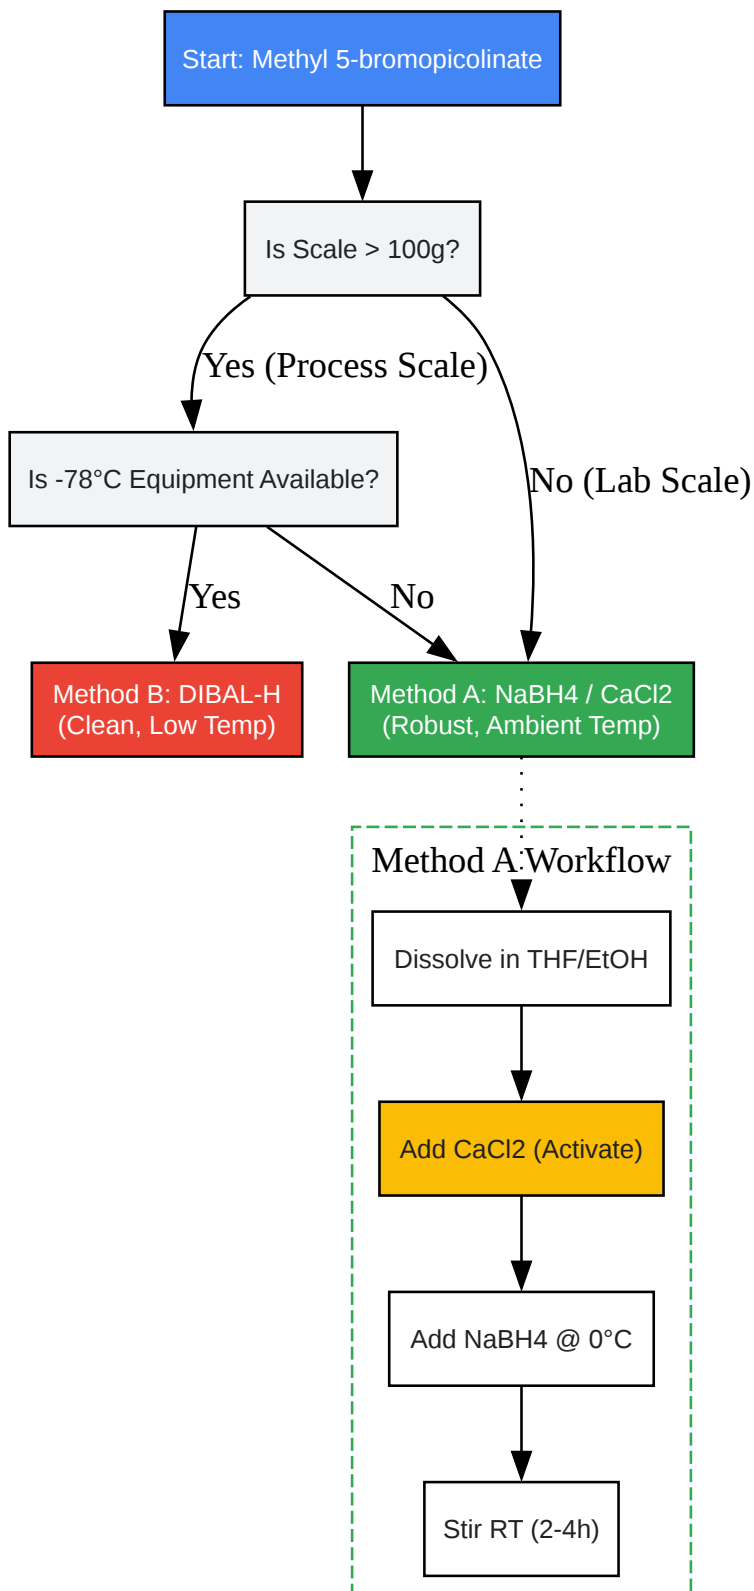 Start: Methyl 5-bromopicolinate
Is Scale > 100g?
Yes (Process Scale)
Is -78°C Equipment Available?
No (Lab Scale)
Yes
No
Method B: DIBAL-H
(Clean, Low Temp)
Method A: NaBH4 / CaCl2
(Robust, Ambient Temp)
Method A Workflow
Dissolve in THF/EtOH
Add CaCl2 (Activate)
Add NaBH4 @ 0°C
Stir RT (2-4h)